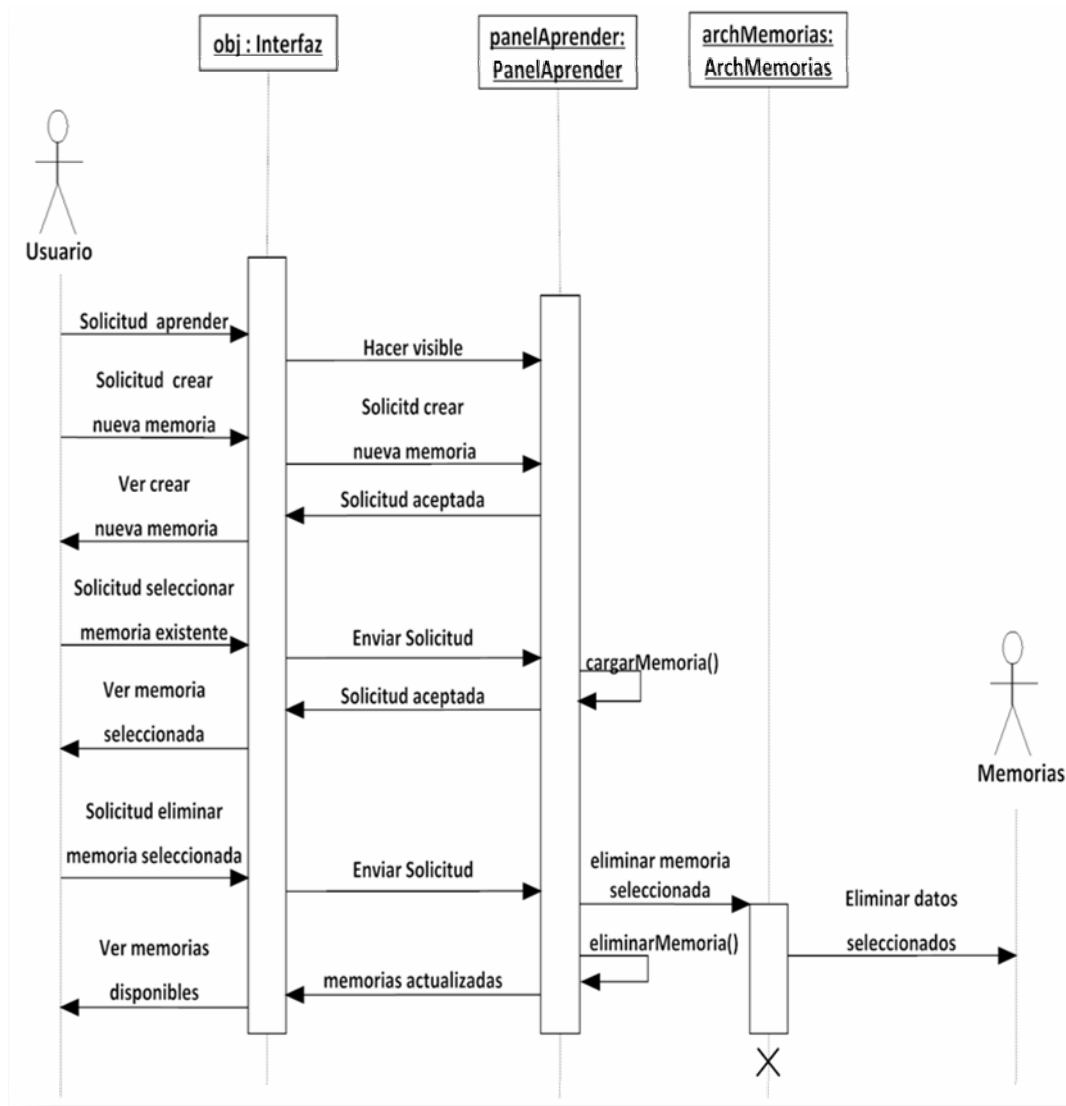 obj : Interfaz
panelAprender:
PanelAprender
archMemorias:
ArchMemorias
Usuario
Solicitud aprender
Hacer visible
Solicitud crear
nueva memoria
Solicitd crear
nueva memoria
Ver crear
nueva memoria
Solicitud aceptada
Solicitud seleccionar
memoria existente
Enviar Solicitud
cargarMemoria()
Ver memoria
seleccionada
Solicitud aceptada
Memorias
Solicitud eliminar
memoria seleccionada
Enviar Solicitud
eliminar memoria
seleccionada
Eliminar datos
seleccionados
eliminarMemoria()
Ver memorias
disponibles
memorias actualizadas